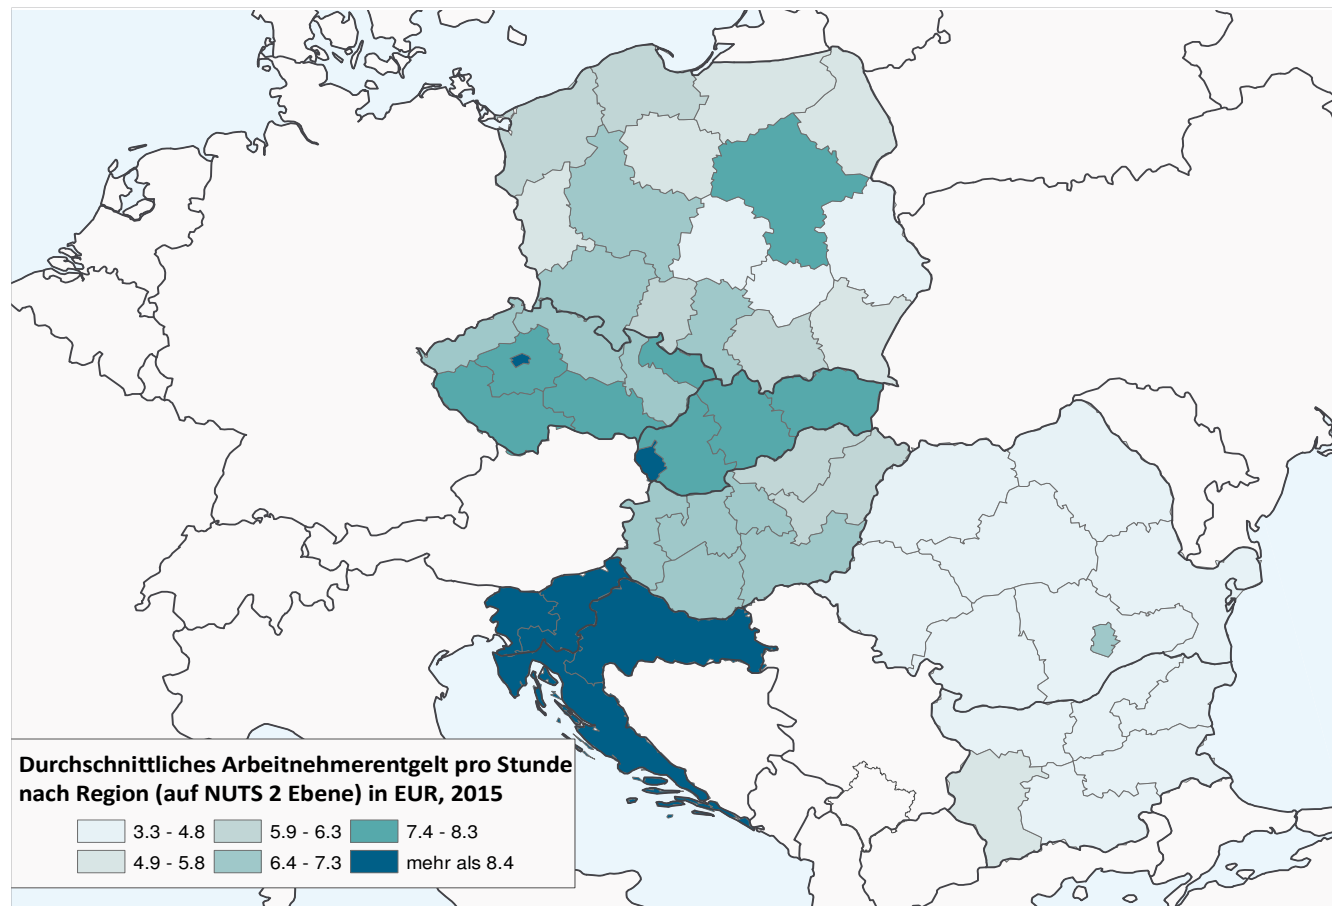 Durchschnittliches Arbeitnehmerentgelt pro Stunde
nach Region (auf NUTS 2 Ebene) in EUR, 2015
3.3 - 4.8 5.9 - 6.3 7.4 - 8.3
4.9 - 5.8 6.4 - 7.3 mehr als 8.4